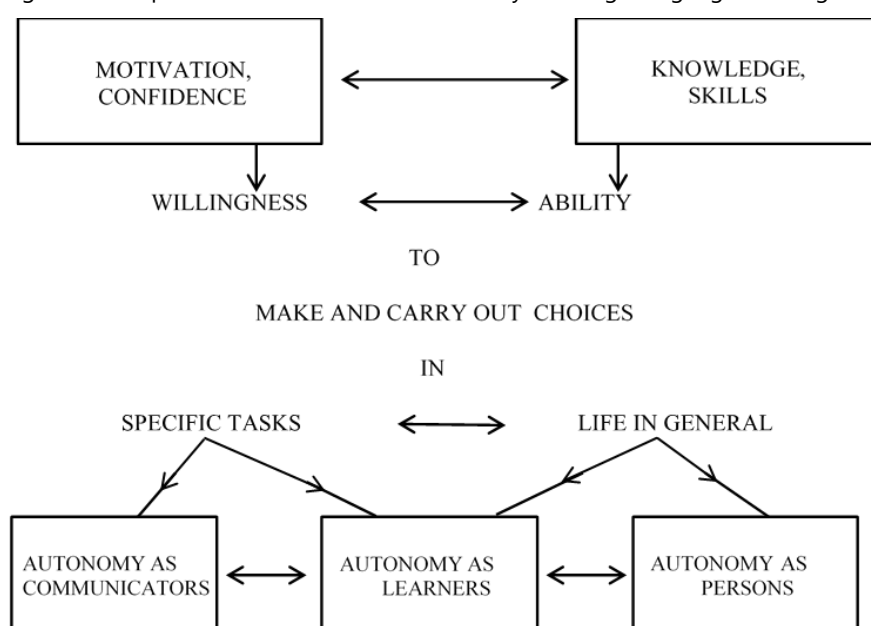 MOTIVATION,
CONFIDENCE
KNOWLEDGE,
SKILLS
WILLINGNESS
ABILITY
TO
MAKE AND CARRY OUT CHOICES
IN
SPECIFIC TASKS
LIFE IN GENERAL
AUTONOMY AS
COMMUNICATORS
AUTONOMY AS
LEARNERS
AUTONOMY AS
PERSONS